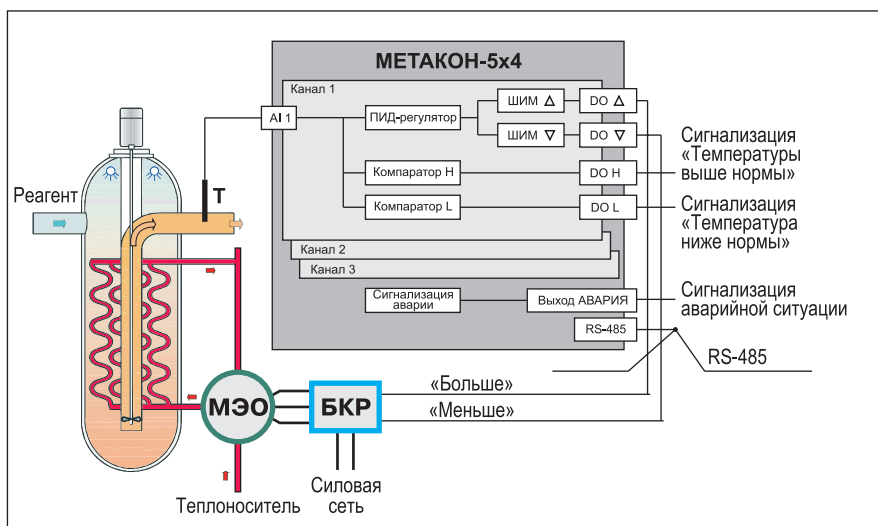 МЕТАКОН-5х4
Канал 1
AI 1
ПИД-регулятор
ШИМ △
DO △
ШИМ ▽
DO ▽
Компаратор H
DO H
Компаратор L
DO L
Канал 2
Канал 3
Сигнализация
аварии
Выход АВАРИЯ
RS-485
Сигнализация
«Температуры
выше нормы»
Сигнализация
«Температура
ниже нормы»
Сигнализация
аварийной ситуации
RS-485
Реагент
Т
«Больше»
«Меньше»
МЭО
БКР
Теплоноситель
Силовая
сеть